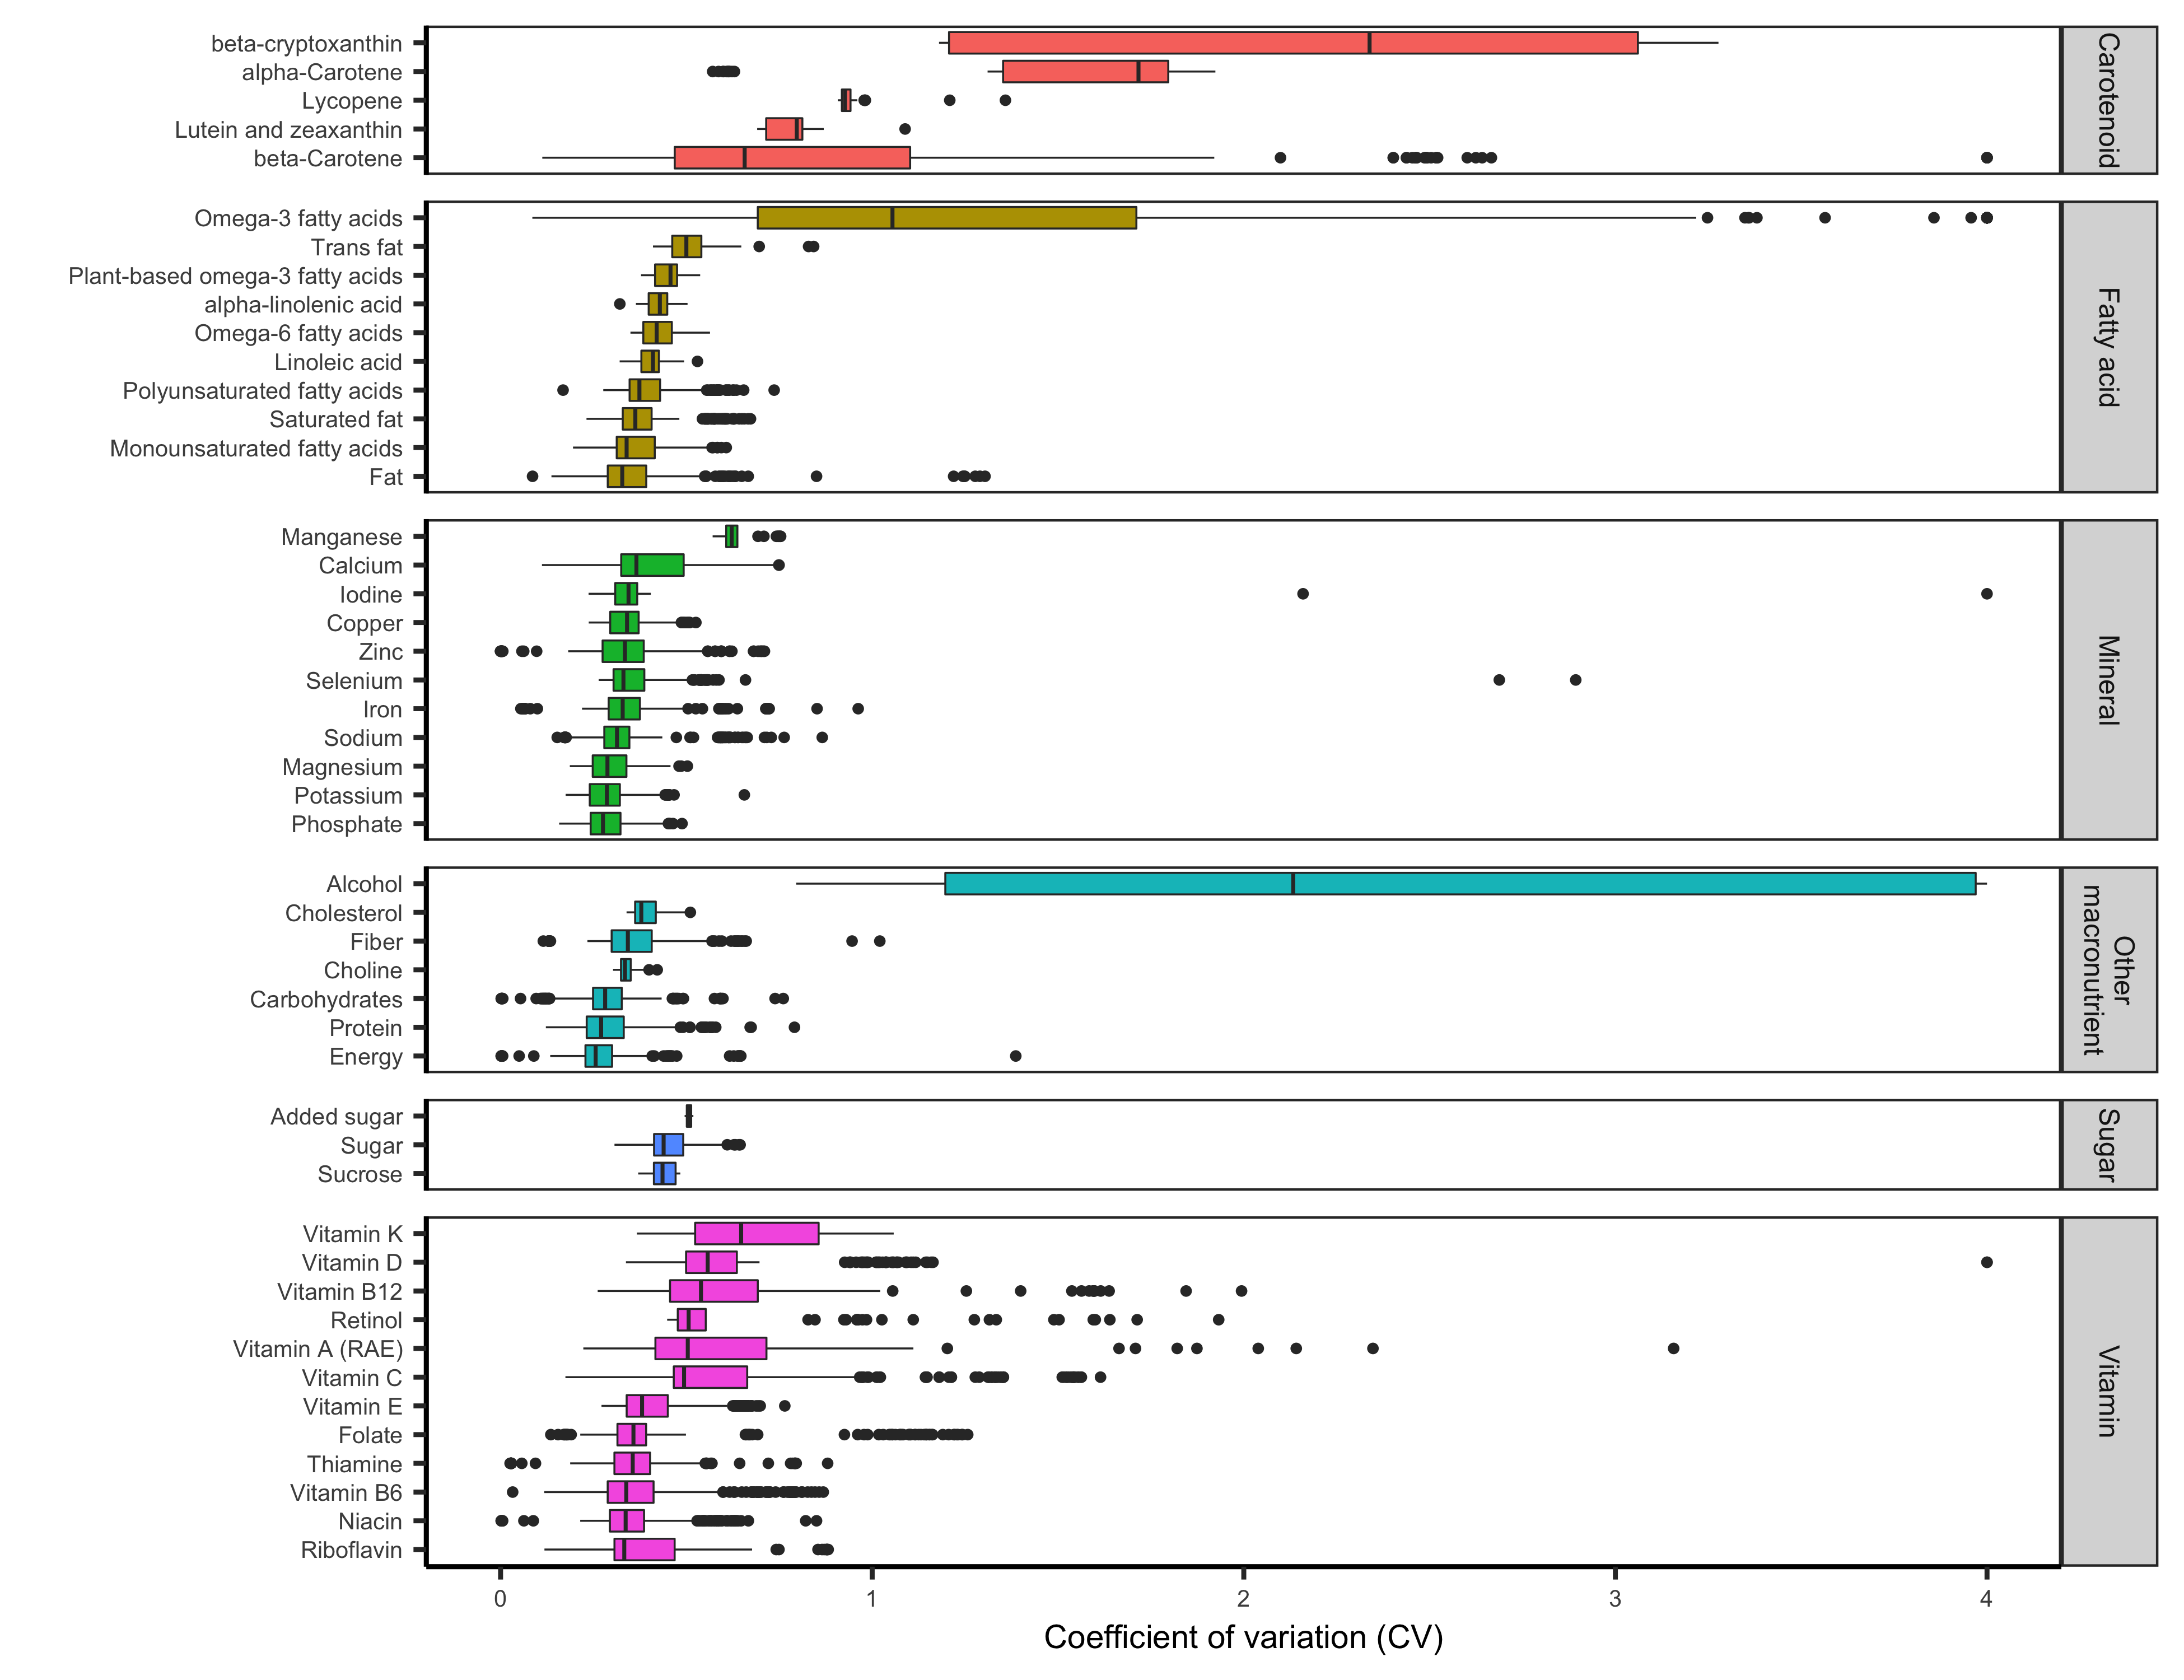 beta-cryptoxanthin
alpha-Carotene
Lycopene
Lutein and zeaxanthin
beta-Carotene
Carotenoid
Omega-3 fatty acids
Trans fat
Plant-based omega-3 fatty acids
alpha-linolenic acid
Omega-6 fatty acids
Linoleic acid
Polyunsaturated fatty acids
Saturated fat
Monounsaturated fatty acids
Fat
Fatty acid
Manganese
Calcium
Iodine
Copper
Zinc
Selenium
Iron
Sodium
Magnesium
Potassium
Phosphate
Mineral
Alcohol
Cholesterol
Fiber
Choline
Carbohydrates
Protein
Energy
Other
macronutrient
Added sugar
Sugar
Sucrose
Sugar
Vitamin K
Vitamin D
Vitamin B12
Retinol
Vitamin A (RAE)
Vitamin C
Vitamin E
Folate
Thiamine
Vitamin B6
Niacin
Riboflavin
Vitamin
0 1 2 3 4
Coefficient of variation (CV)